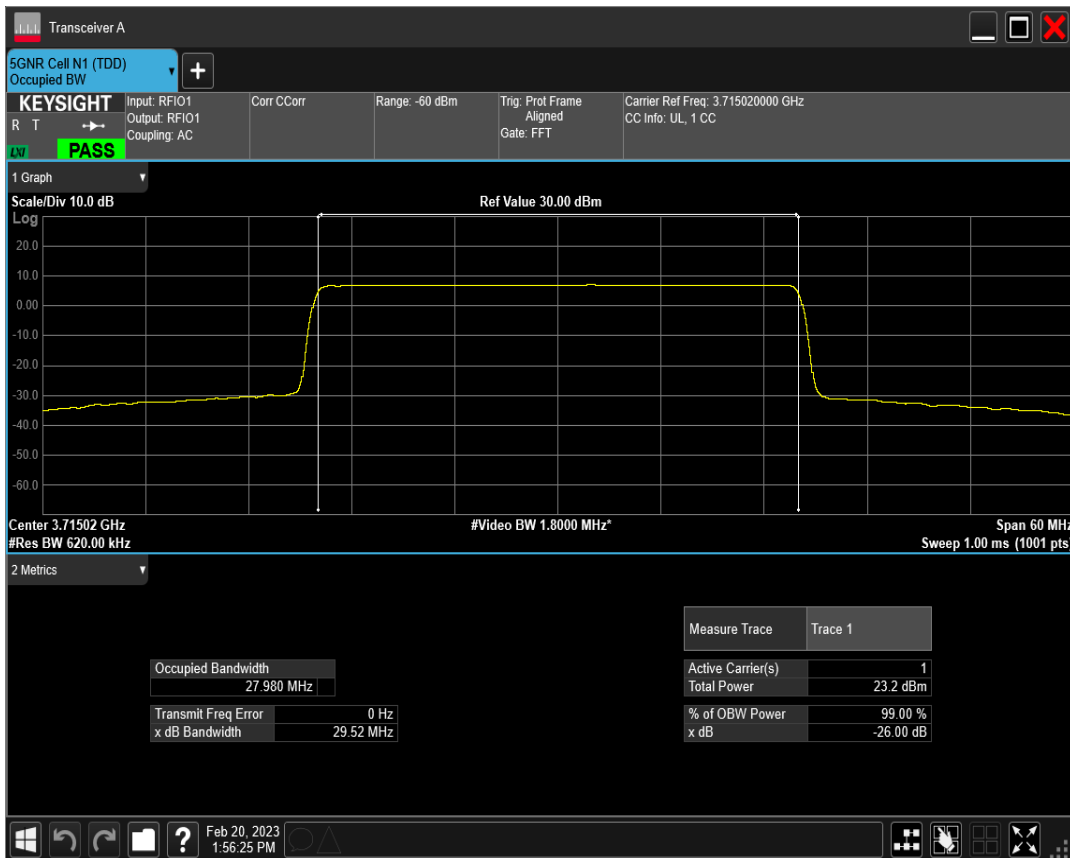 Transceiver A
5GNR Cell N1 (TDD)
Occupied BW
+
KEYSIGHT
R T
LXI
PASS
Input: RFIO1
Output: RFIO1
Coupling: AC
Corr CCorr
Range: -60 dBm
Trig: Prot Frame
Aligned
Gate: FFT
Carrier Ref Freq: 3.715020000 GHz
CC Info: UL, 1 CC
1 Graph
Scale/Div 10.0 dB
Ref Value 30.00 dBm
Log
20.0
10.0
0.00
-10.0
-20.0
-30.0
-40.0
-50.0
-60.0
Center 3.71502 GHz
#Video BW 1.8000 MHz*
Span 60 MHz
#Res BW 620.00 kHz
Sweep 1.00 ms (1001 pts)
2 Metrics
Measure Trace Trace 1
Occupied Bandwidth
27.980 MHz
Active Carrier(s) 1
Total Power 23.2 dBm
Transmit Freq Error 0 Hz
x dB Bandwidth 29.52 MHz
% of OBW Power 99.00 %
x dB -26.00 dB
?
Feb 20, 2023
1:56:25 PM